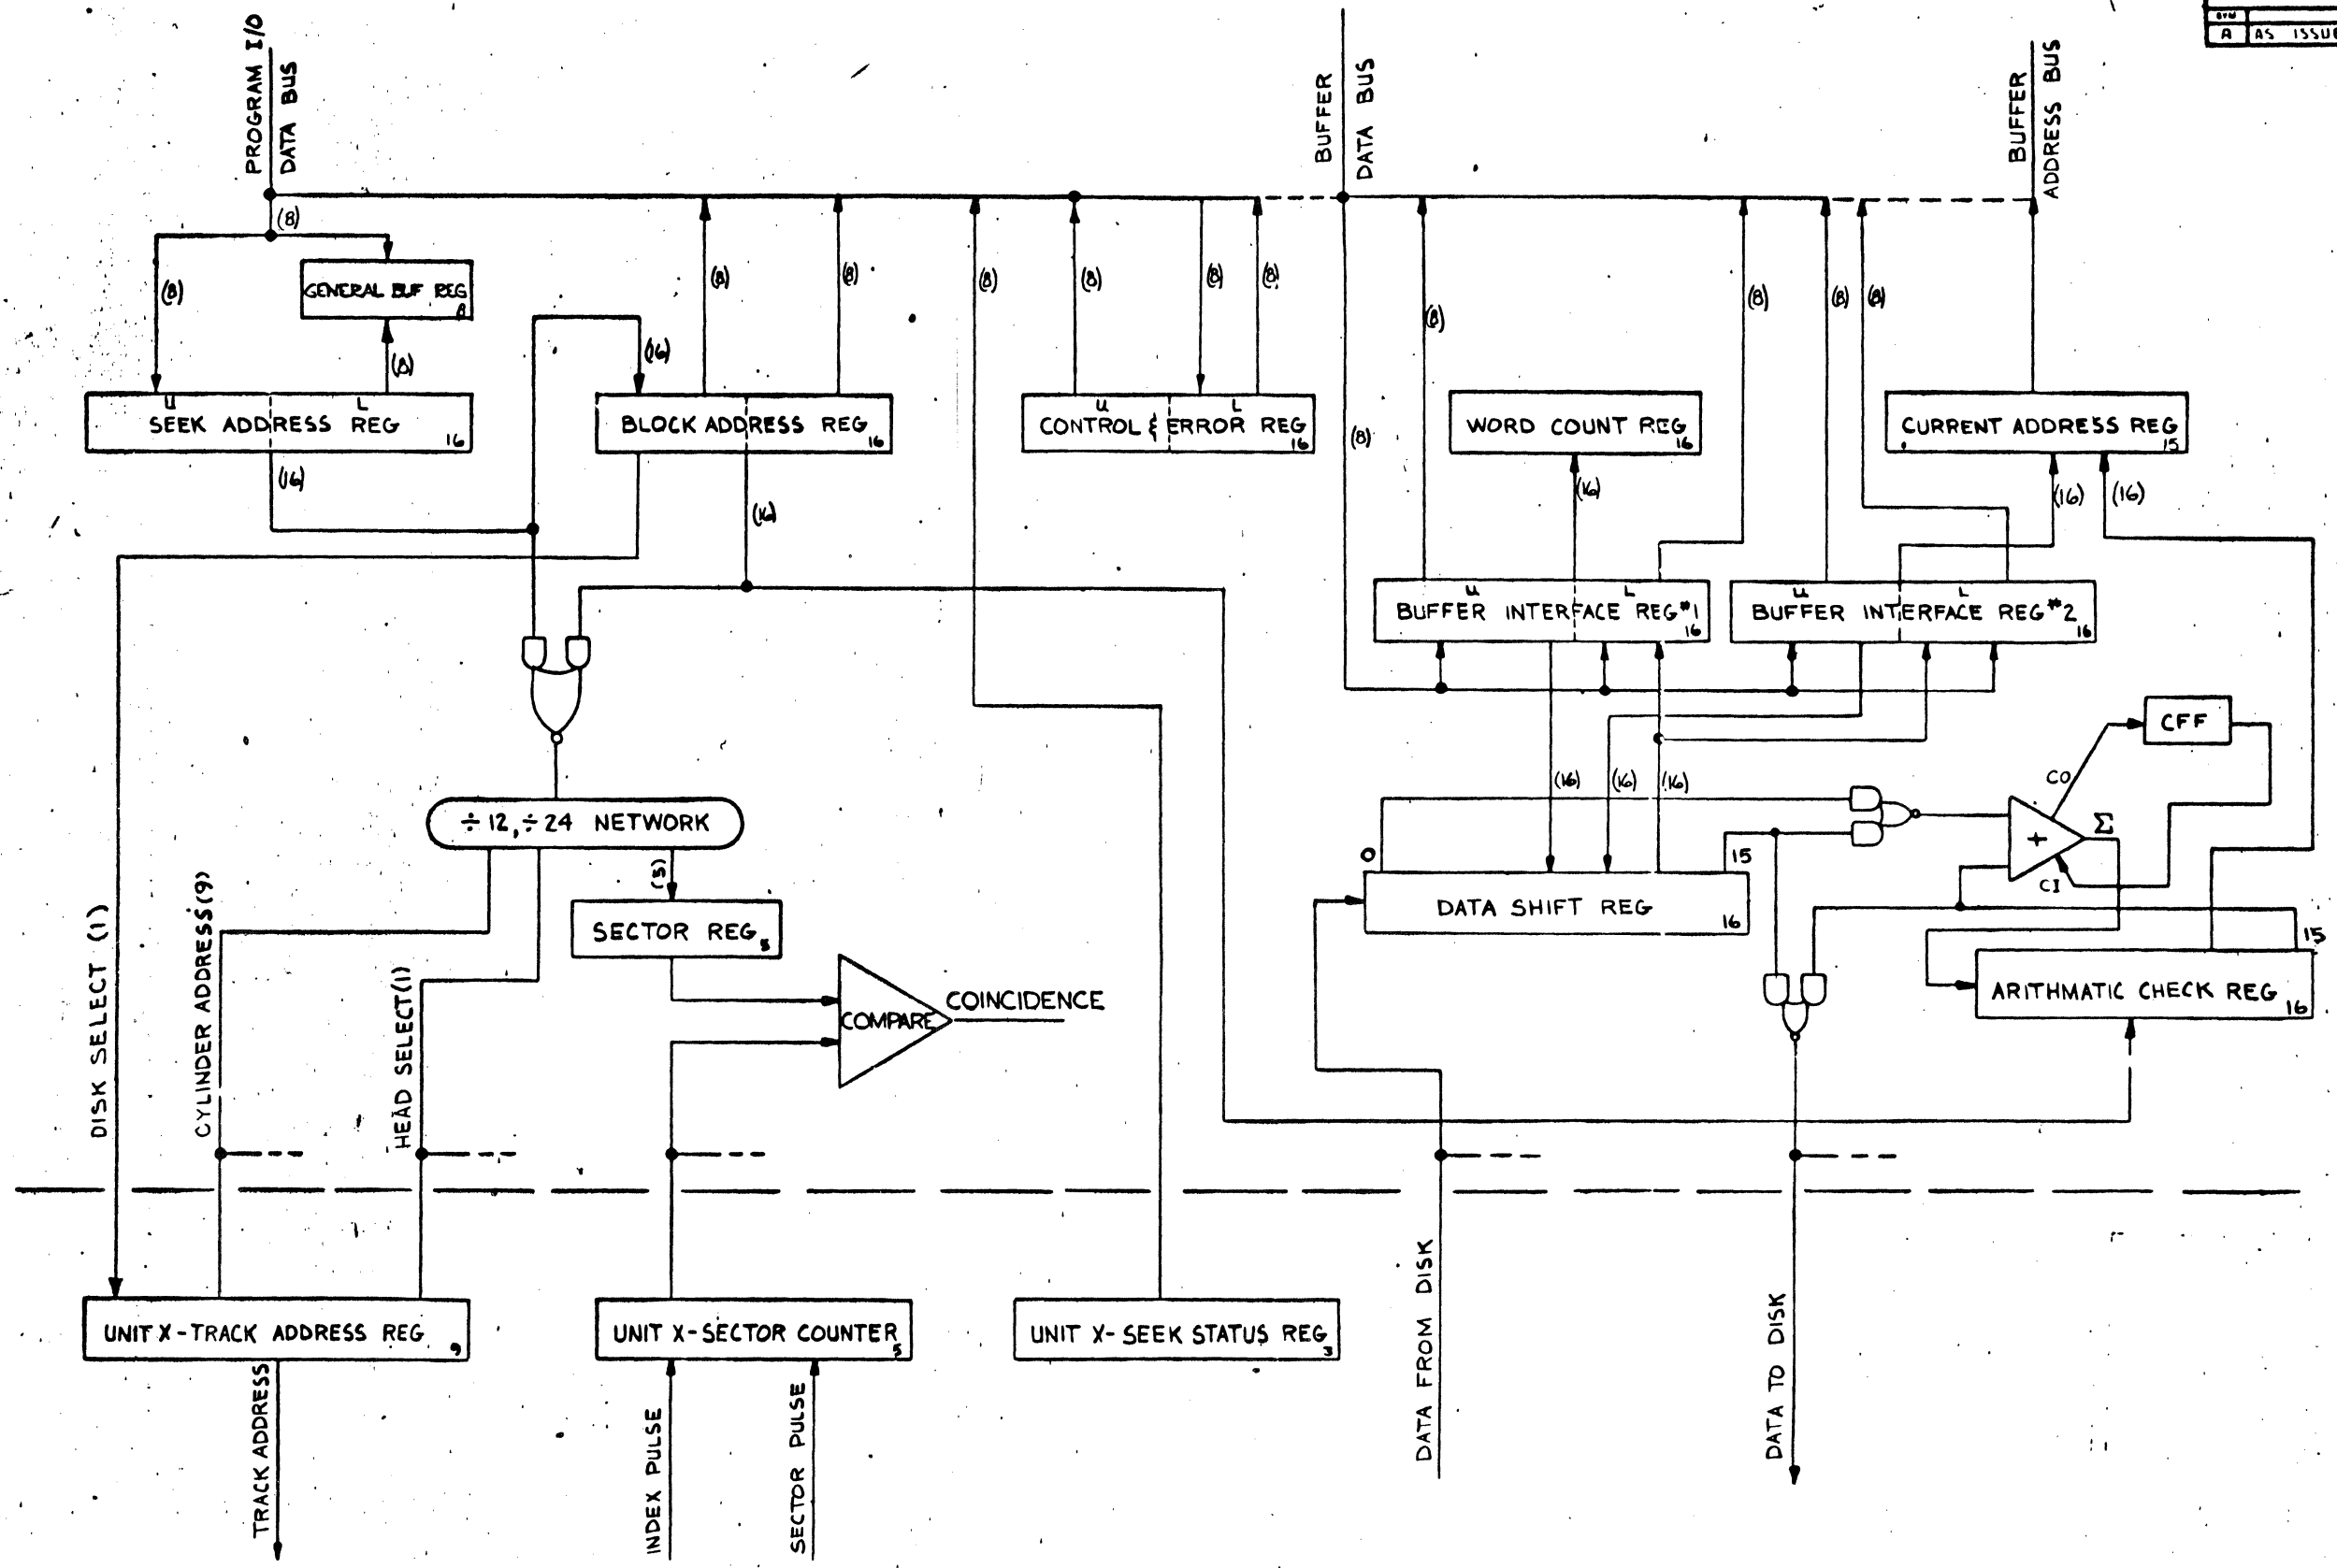 SYM
A AS ISSUE
PROGRAM I/O
DATA BUS
BUFFER
DATA BUS
BUFFER
ADDRESS BUS
(8)
(8)
GENERAL BUF REG
8
(8)
(16)
(8)
(8)
(8)
(8)
(8)
(8)
(8)
(8)
(8)
(8)
(8)
U L
SEEK ADDRESS REG
16
BLOCK ADDRESS REG
16
U L
CONTROL & ERROR REG
16
WORD COUNT REG
16
CURRENT ADDRESS REG
15
(16)
(16)
(16)
(16)
(16)
U L
BUFFER INTERFACE REG #1
16
U L
BUFFER INTERFACE REG #2
16
CFF
CO
(16)
(16)
(16)
÷12, ÷24 NETWORK
+
Σ
CI
(5)
0
15
DATA SHIFT REG
16
SECTOR REG
5
15
ARITHMATIC CHECK REG
16
COMPARE
COINCIDENCE
DISK SELECT (1)
CYLINDER ADDRESS (9)
HEAD SELECT (1)
UNIT X-TRACK ADDRESS REG
9
UNIT X-SECTOR COUNTER
5
UNIT X-SEEK STATUS REG
3
DATA FROM DISK
DATA TO DISK
TRACK ADDRESS
INDEX PULSE
SECTOR PULSE